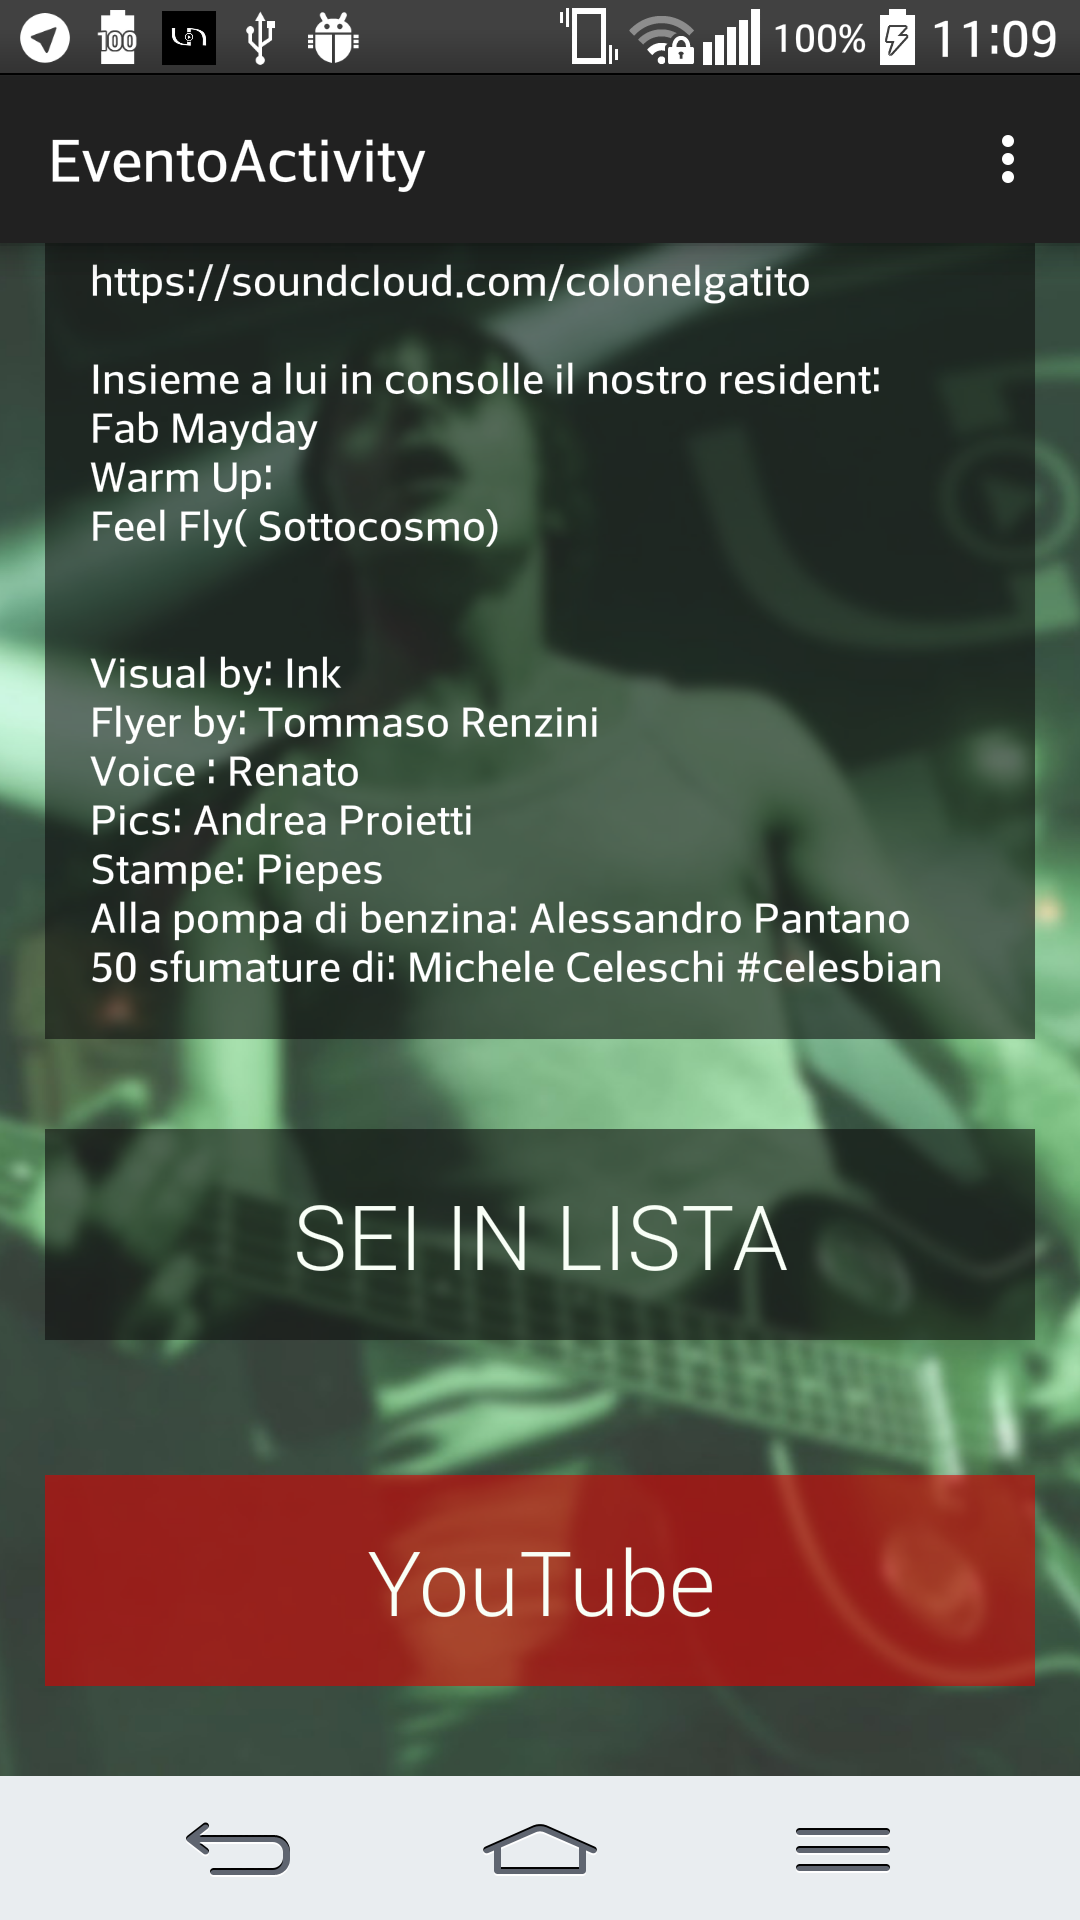 100
100%
11:09
EventoActivity
https://soundcloud.com/colonelgatito
Insieme a lui in consolle il nostro resident:
Fab Mayday
Warm Up:
Feel Fly( Sottocosmo)
Visual by: Ink
Flyer by: Tommaso Renzini
Voice : Renato
Pics: Andrea Proietti
Stampe: Piepes
Alla pompa di benzina: Alessandro Pantano
50 sfumature di: Michele Celeschi #celesbian
SEI IN LISTA
YouTube